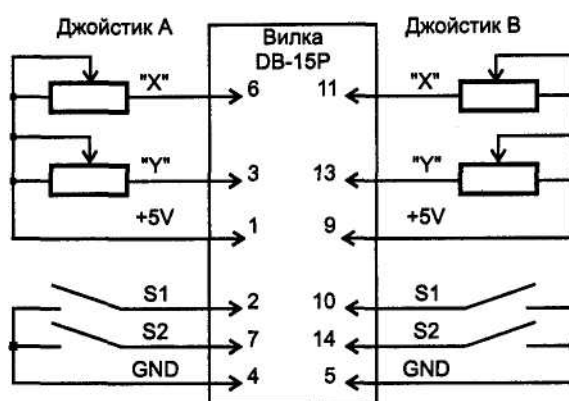 Джойстик А Вилка DB-15P Джойстик В
"X" 6 11 "X"
"Y" 3 13 "Y"
+5V 1 9 +5V
S1 2 10 S1
S2 7 14 S2
GND 4 5 GND